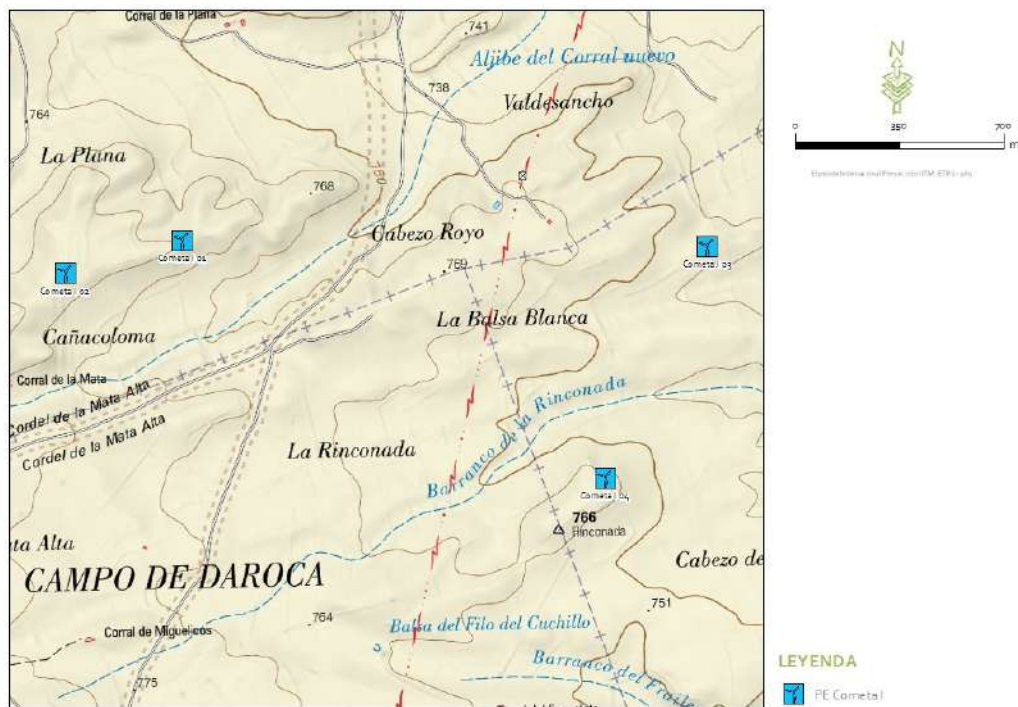 Corral de la Plana
741
Aljibe del Corral nuevo
738
Valdesancho
764
La Plana
768
780
Cabezo Royo
Cometa I 01
Cometa I 02
Cometa I 03
769
Cañacoloma
La Balsa Blanca
Corral de la Mata
Cordel de la Mata Alta
Cordel de la Mata Alta
La Rinconada
Barranco de la Rinconada
Cometa I 04
766
Rinconada
ata Alta
Cabezo de
CAMPO DE DAROCA
751
764
Corral de Miguelicos
Balsa del Filo del Cuchillo
Barranco del Fraile
775
N
0 350 700
m
LEYENDA
PE Cometa I